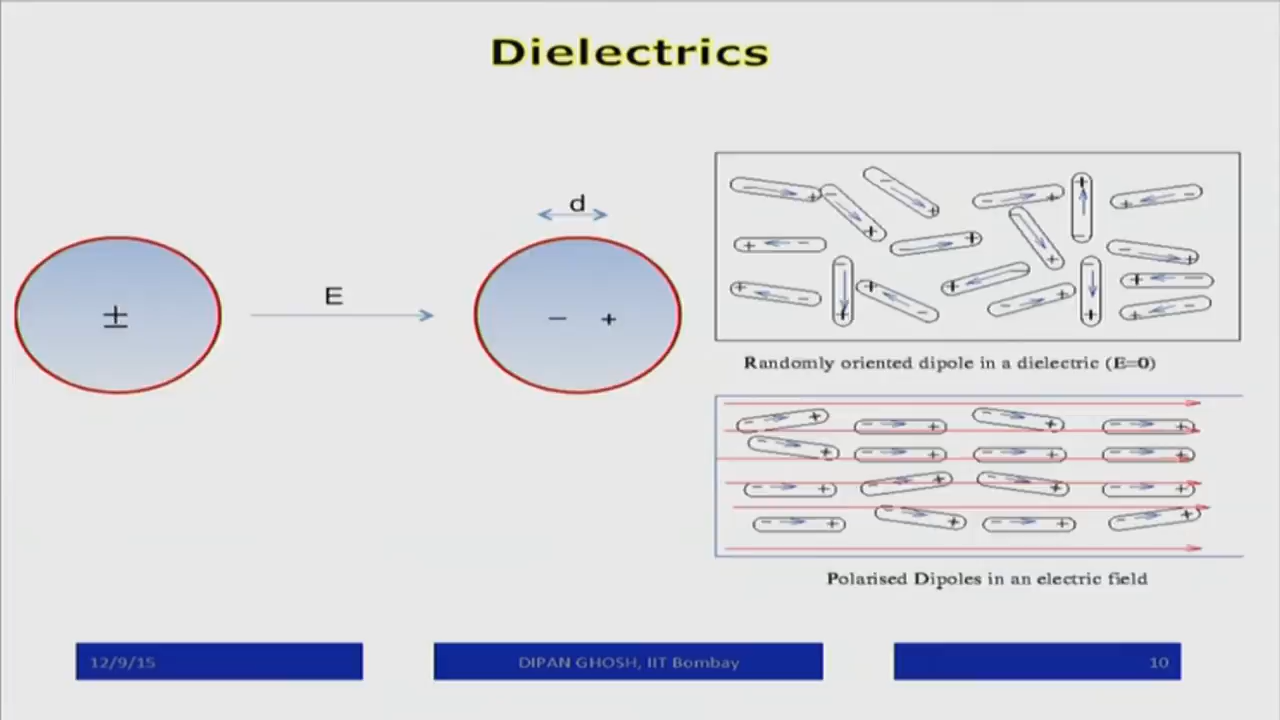 Dielectrics
d
E
±
− +
Randomly oriented dipole in a dielectric (E=0)
Polarised Dipoles in an electric field
12/9/15
DIPAN GHOSH, IIT Bombay
10